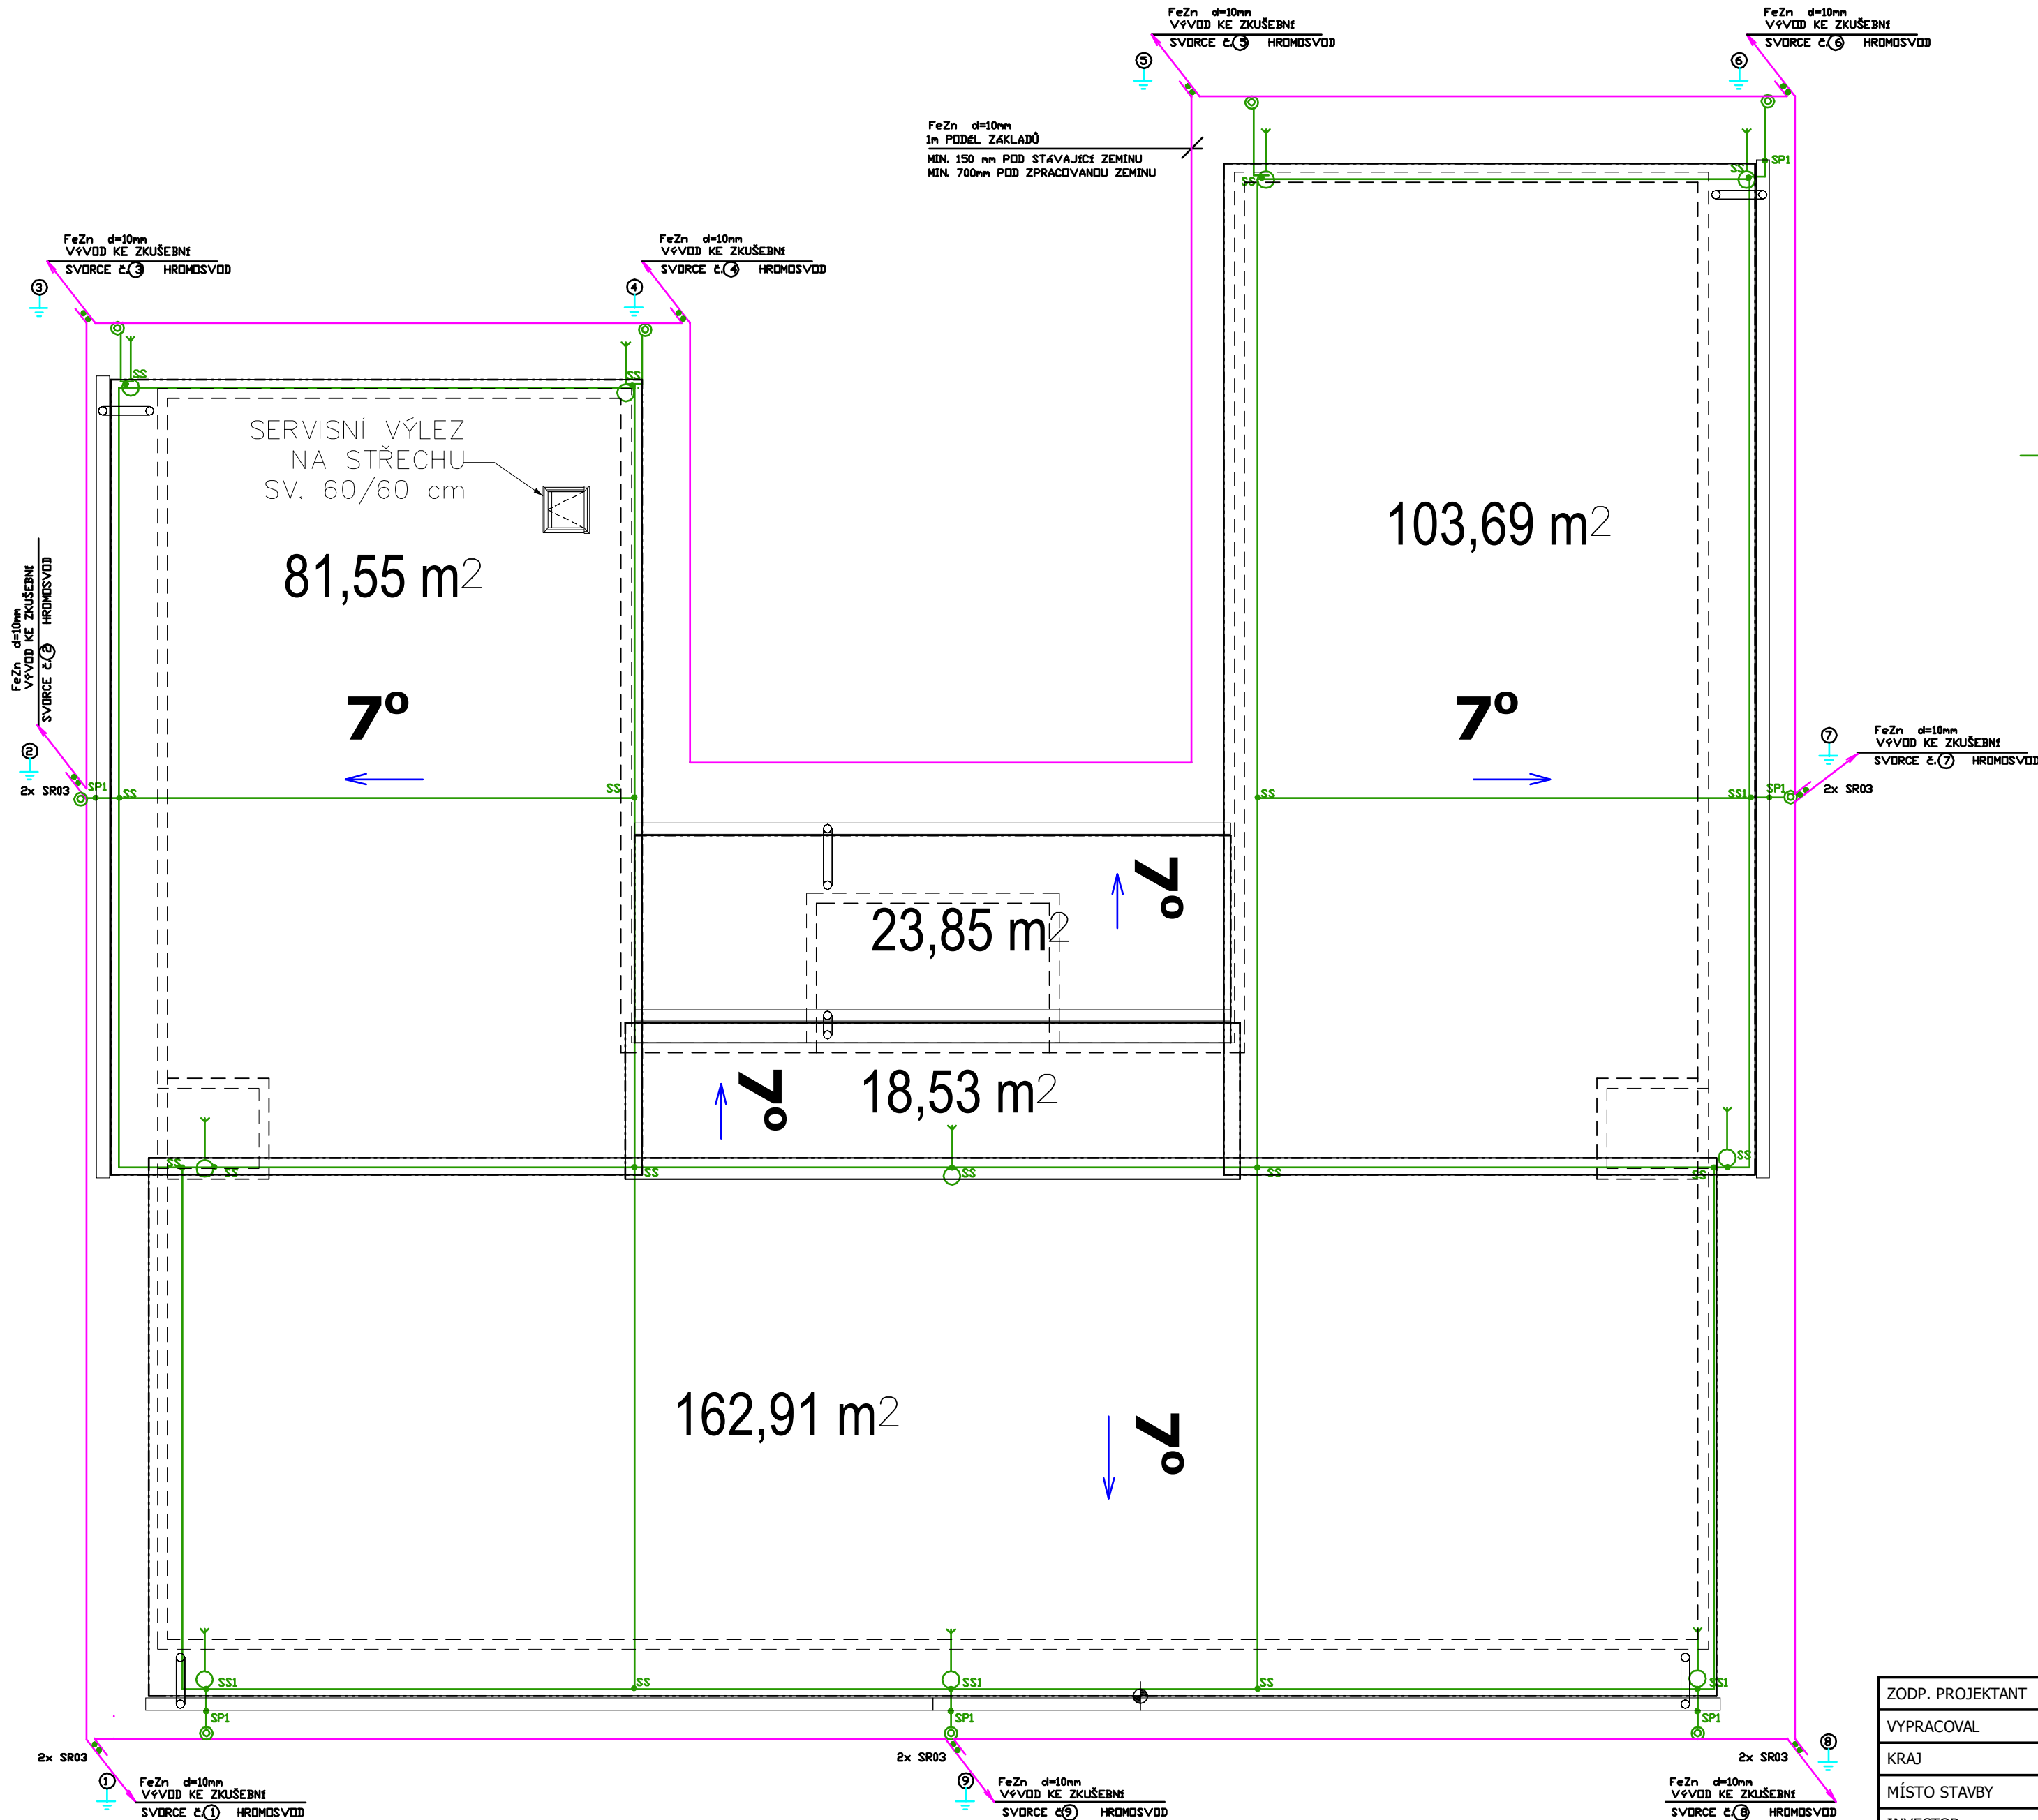 FeZn d=10mm
VÝVOD KE ZKUŠEBNÍ
SVORCE č.5 HROMOSVOD
5
FeZn d=10mm
VÝVOD KE ZKUŠEBNÍ
SVORCE č.6 HROMOSVOD
6
FeZn d=10mm
1m PODÉL ZÁKLADŮ
MIN. 150 mm POD STÁVAJÍCÍ ZEMINU
MIN. 700mm POD ZPRACOVANOU ZEMINU
SS
SS
SP1
FeZn d=10mm
VÝVOD KE ZKUŠEBNÍ
SVORCE č.3 HROMOSVOD
3
FeZn d=10mm
VÝVOD KE ZKUŠEBNÍ
SVORCE č.4 HROMOSVOD
4
SS
SS
SERVISNÍ VÝLEZ
NA STŘECHU
SV. 60/60 cm
81,55 m2
103,69 m2
7°
7°
FeZn d=10mm
VÝVOD KE ZKUŠEBNÍ
SVORCE č.2 HROMOSVOD
2
2x SR03
SP1
SS
SS
SS
SS1
SP1
7
FeZn d=10mm
VÝVOD KE ZKUŠEBNÍ
SVORCE č.7 HROMOSVOD
2x SR03
7°
23,85 m2
7°
18,53 m2
SS
SS
SS
SS
SS
SS
SS
162,91 m2
7°
SS1
SS
SS1
SS
SS1
SP1
SP1
SP1
2x SR03
1
FeZn d=10mm
VÝVOD KE ZKUŠEBNÍ
SVORCE č.1 HROMOSVOD
2x SR03
9
FeZn d=10mm
VÝVOD KE ZKUŠEBNÍ
SVORCE č.9 HROMOSVOD
2x SR03
8
FeZn d=10mm
VÝVOD KE ZKUŠEBNÍ
SVORCE č.8 HROMOSVOD
ZODP. PROJEKTANT
VYPRACOVAL
KRAJ
MÍSTO STAVBY